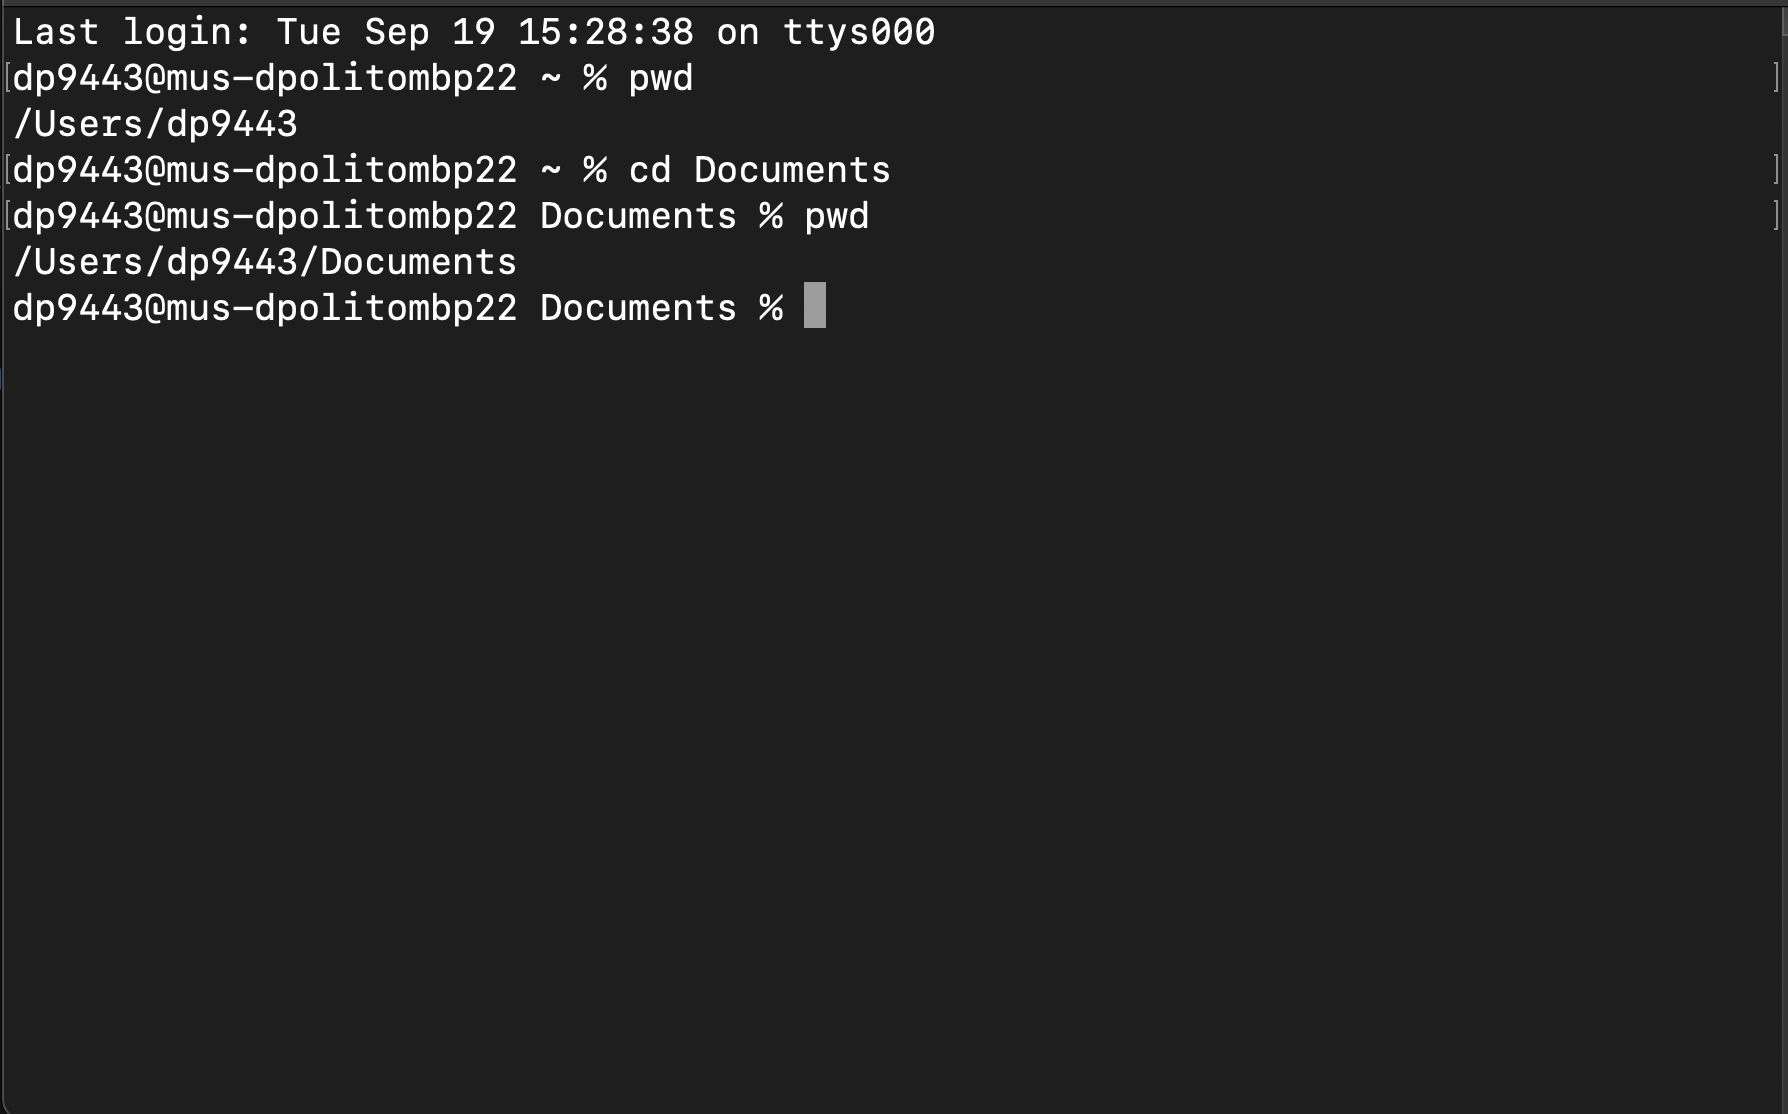 Last login: Tue Sep 19 15:28:38 on ttys000
[dp9443@mus-dpolitombp22 ~ % pwd ]
/Users/dp9443
[dp9443@mus-dpolitombp22 ~ % cd Documents ]
[dp9443@mus-dpolitombp22 Documents % pwd ]
/Users/dp9443/Documents
dp9443@mus-dpolitombp22 Documents %